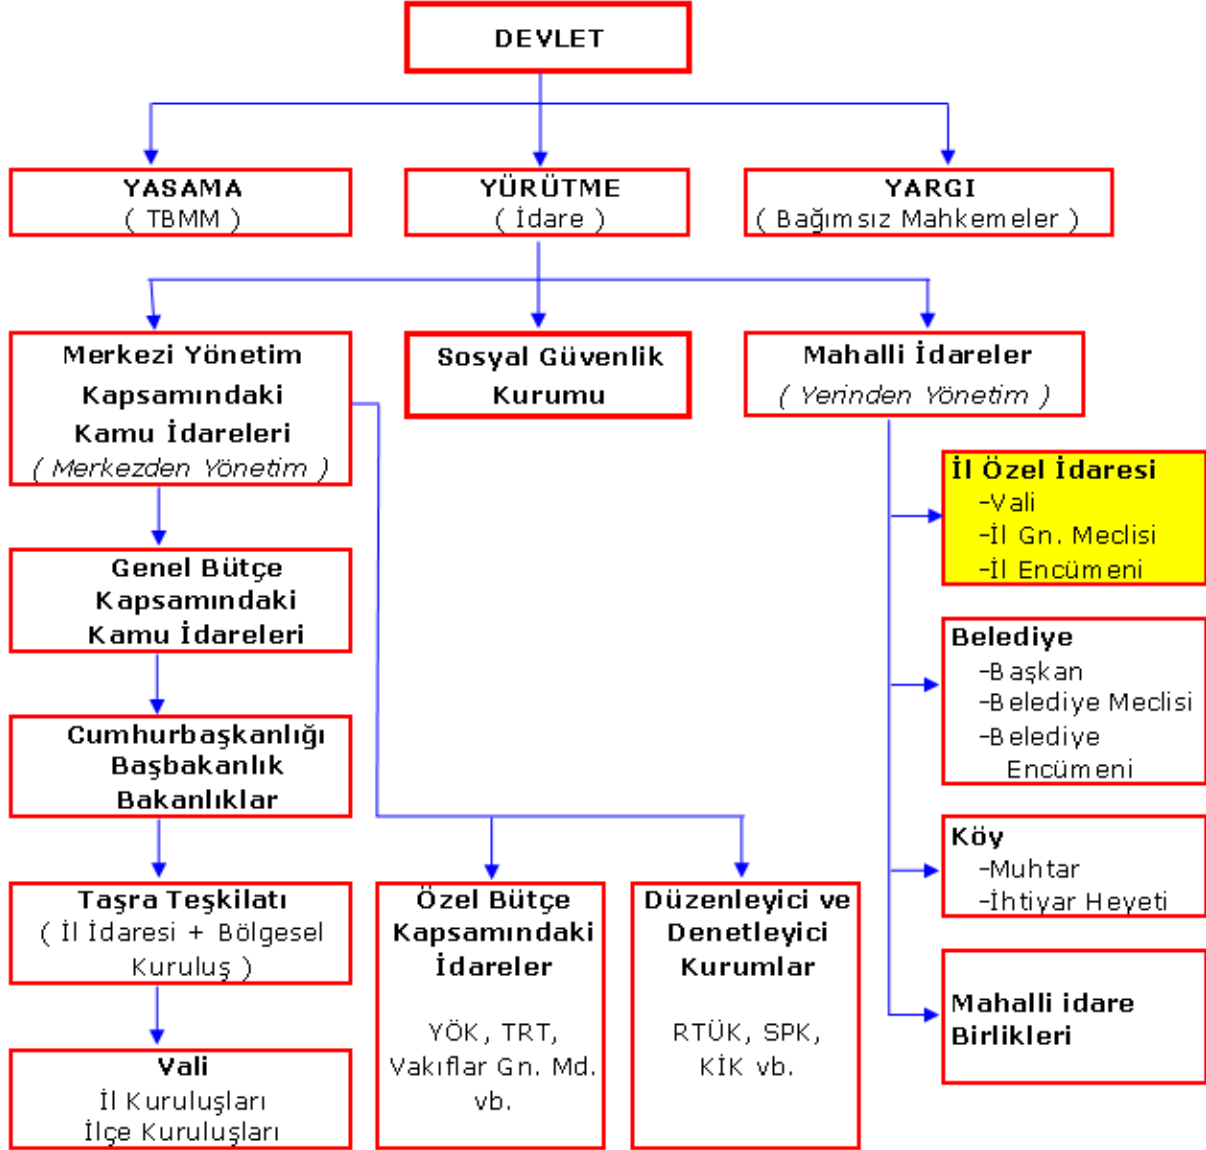 DEVLET
YASAMA
( TBMM )
YÜRÜTME
( İdare )
YARGI
( Bağımsız Mahkemeler )
Merkezi Yönetim
Kapsamındaki
Kamu İdareleri
( Merkezden Yönetim )
Sosyal Güvenlik
Kurumu
Mahalli İdareler
( Yerinden Yönetim )
İl Özel İdaresi
-Vali
-İl Gn. Meclisi
-İl Encümeni
Genel Bütçe
Kapsamındaki
Kamu İdareleri
Belediye
-Başkan
-Belediye Meclisi
-Belediye
Encümeni
Cumhurbaşkanlığı
Başbakanlık
Bakanlıklar
Köy
-Muhtar
-İhtiyar Heyeti
Taşra Teşkilatı
( İl İdaresi + Bölgesel
Kuruluş )
Özel Bütçe
Kapsamındaki
İdareler
YÖK, TRT,
Vakıflar Gn. Md.
vb.
Düzenleyici ve
Denetleyici
Kurumlar
RTÜK, SPK,
KİK vb.
Mahalli idare
Birlikleri
Vali
İl Kuruluşları
İlçe Kuruluşları